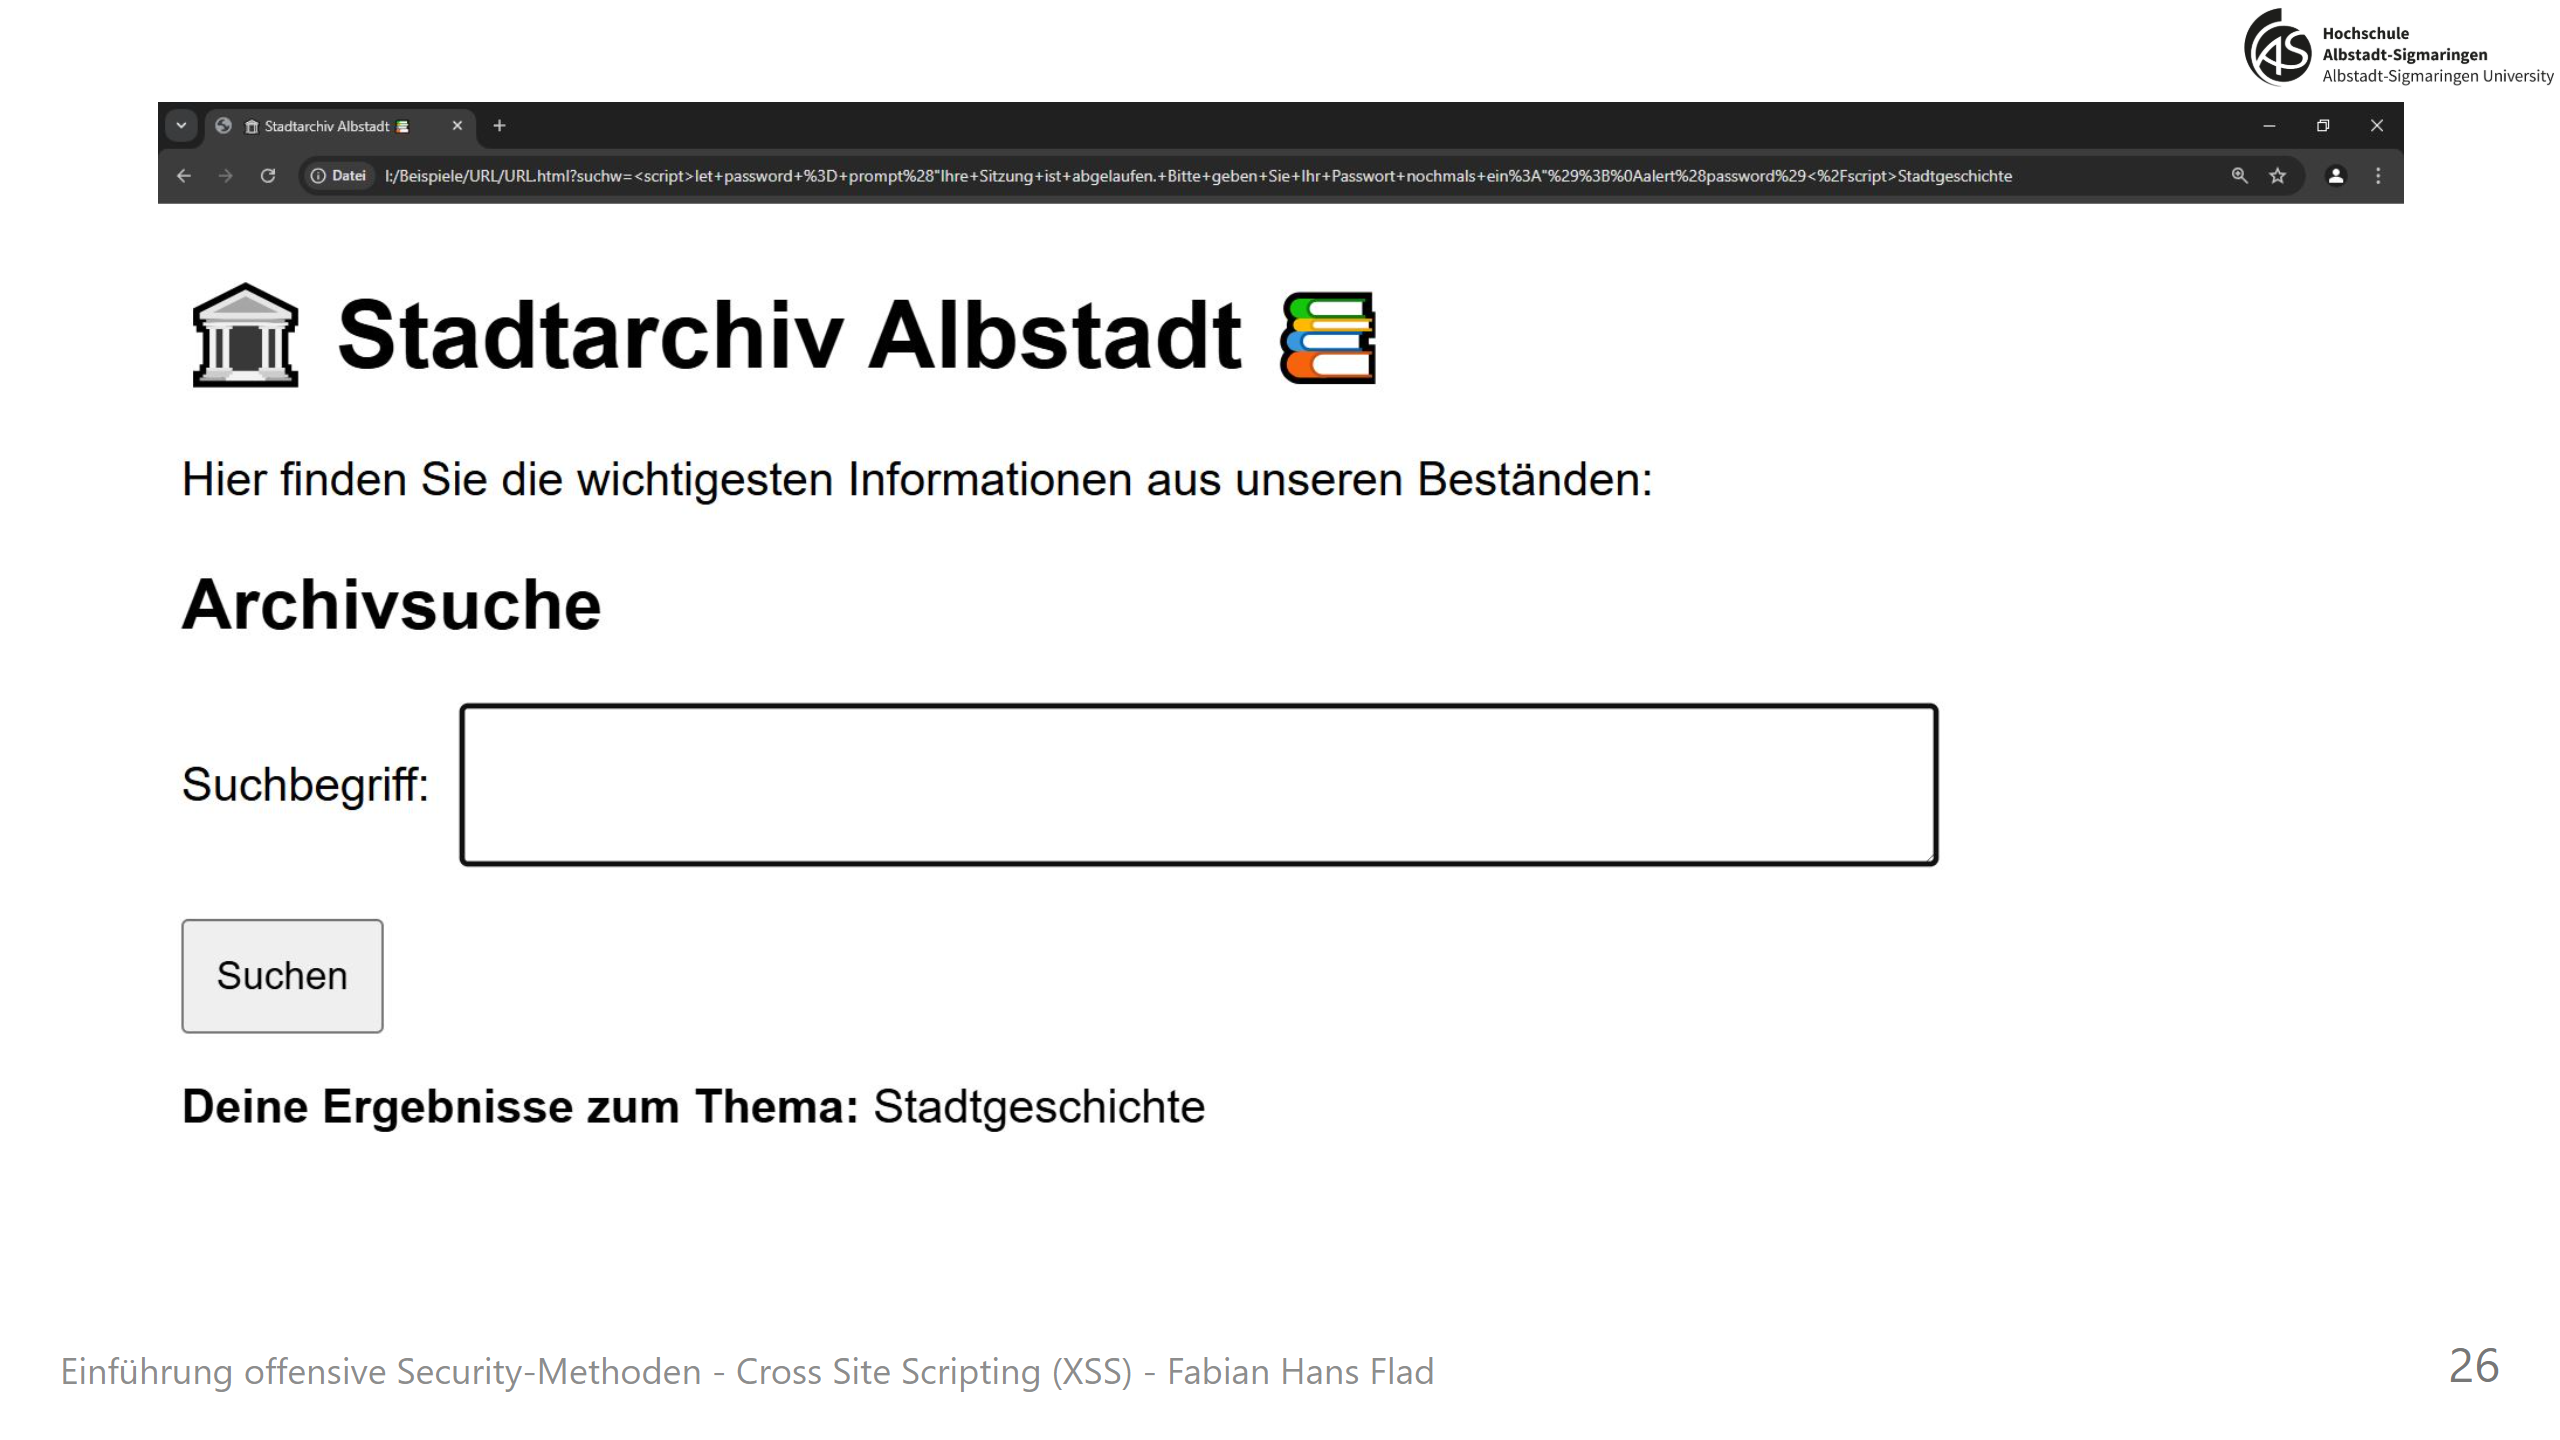 Hochschule
Albstadt-Sigmaringen
Albstadt-Sigmaringen University
Stadtarchiv Albstadt
Datei I:/Beispiele/URL/URL.html?suchw=<script>let+password+%3D+prompt%28"Ihre+Sitzung+ist+abgelaufen.+Bitte+geben+Sie+Ihr+Passwort+nochmals+ein%3A"%29%3B%0Aalert%28password%29<%2Fscript>Stadtgeschichte
🏛 Stadtarchiv Albstadt 📚
Hier finden Sie die wichtigesten Informationen aus unseren Beständen:
Archivsuche
Suchbegriff:
Suchen
Deine Ergebnisse zum Thema: Stadtgeschichte
Einführung offensive Security-Methoden - Cross Site Scripting (XSS) - Fabian Hans Flad
26